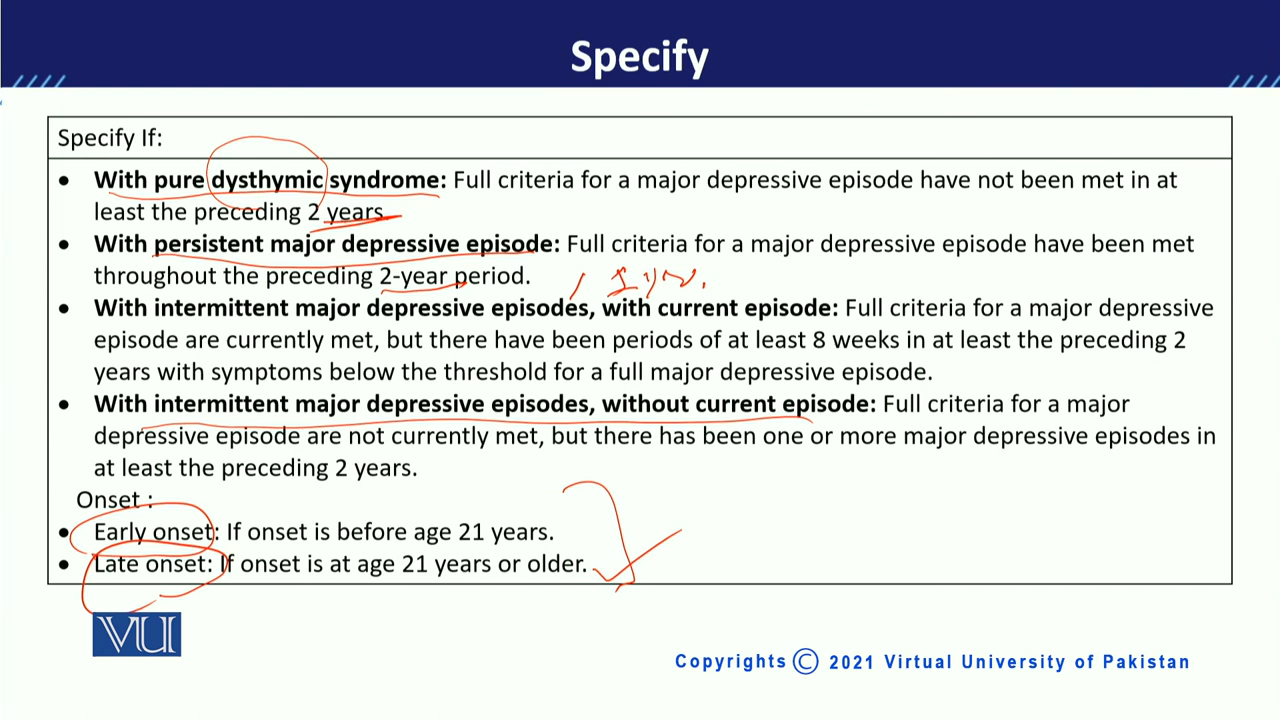 Specify
Specify If:
• With pure dysthymic syndrome: Full criteria for a major depressive episode have not been met in at
least the preceding 2 years.
• With persistent major depressive episode: Full criteria for a major depressive episode have been met
throughout the preceding 2-year period.
• With intermittent major depressive episodes, with current episode: Full criteria for a major depressive
episode are currently met, but there have been periods of at least 8 weeks in at least the preceding 2
years with symptoms below the threshold for a full major depressive episode.
• With intermittent major depressive episodes, without current episode: Full criteria for a major
depressive episode are not currently met, but there has been one or more major depressive episodes in
at least the preceding 2 years.
Onset :
• Early onset: If onset is before age 21 years.
• Late onset: If onset is at age 21 years or older.
VU
Copyrights © 2021 Virtual University of Pakistan